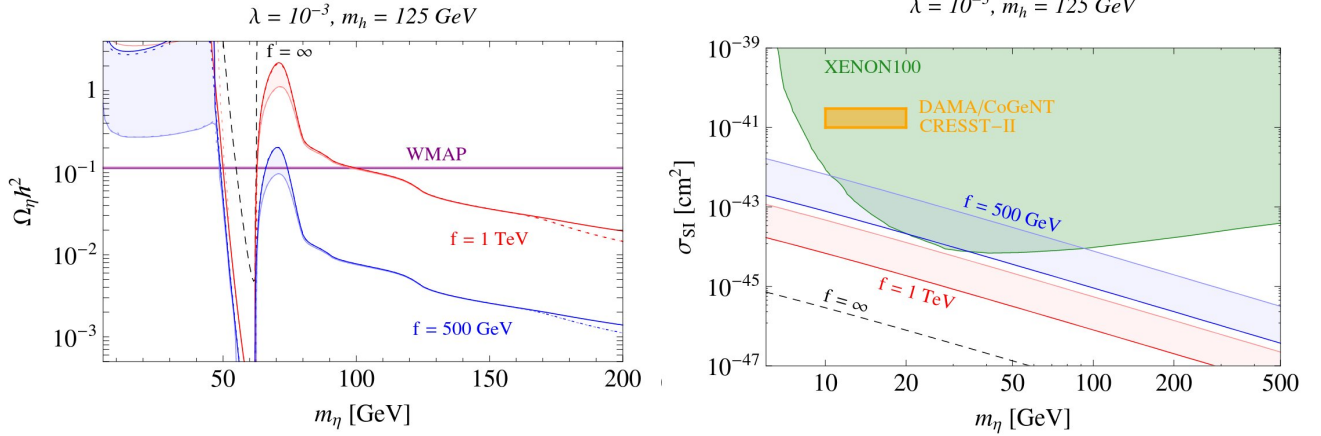 λ = 10⁻³, m_h = 125 GeV
f = ∞
1
WMAP
10⁻¹
Ω_η h²
f = 1 TeV
10⁻²
f = 500 GeV
10⁻³
50 100 150 200
m_η [GeV]
λ = 10⁻³, m_h = 125 GeV
10⁻³⁹
XENON100
DAMA/CoGeNT
CRESST−II
10⁻⁴¹
σ_SI [cm²]
10⁻⁴³
f = 500 GeV
10⁻⁴⁵
f = 1 TeV
f = ∞
10⁻⁴⁷
10 20 50 100 200 500
m_η [GeV]